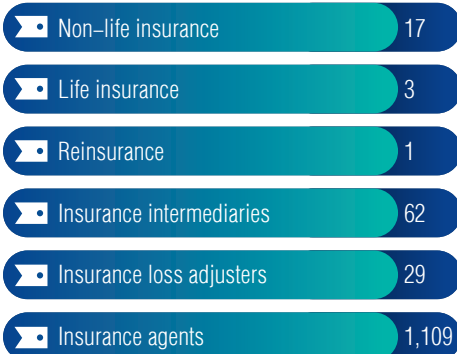 Non-life insurance 17
Life insurance 3
Reinsurance 1
Insurance intermediaries 62
Insurance loss adjusters 29
Insurance agents 1,109